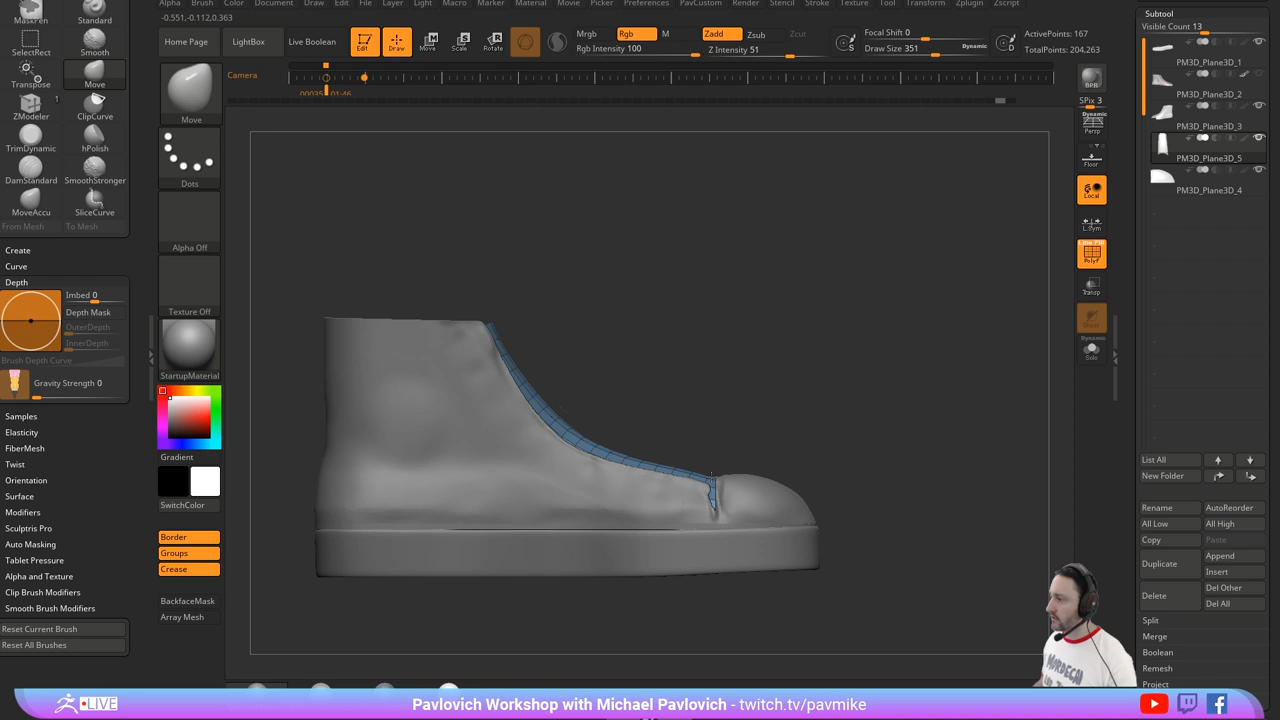 Alpha Brush Color Document Draw Edit File Layer Light Macro Marker Material Movie Picker Preferences PavCustom Render Stencil Stroke Texture Tool Transform Zplugin Zscript
-0.551,-0.112,0.363
MaskPen Standard
SelectRect Smooth
Transpose Move
1
ZModeler ClipCurve
TrimDynamic hPolish
DamStandard SmoothStronger
MoveAccu SliceCurve
From Mesh To Mesh
Create
Curve
Depth
Imbed 0
Depth Mask
OuterDepth
InnerDepth
Brush Depth Curve
Gravity Strength 0
Samples
Elasticity
FiberMesh
Twist
Orientation
Surface
Modifiers
Sculptris Pro
Auto Masking
Tablet Pressure
Alpha and Texture
Clip Brush Modifiers
Smooth Brush Modifiers
Reset Current Brush
Reset All Brushes
Home Page LightBox Live Boolean
Edit Draw Move Scale Rotate
Mrgb Rgb M Zadd Zsub Zcut
Rgb Intensity 100 Z Intensity 51
Focal Shift 0
Draw Size 351 Dynamic
S D
ActivePoints: 167
TotalPoints: 204,263
Camera
01:46
Move
Dots
Alpha Off
Texture Off
StartupMaterial
Gradient
SwitchColor
Border
Groups
Crease
BackfaceMask
Array Mesh
BPR
SPix 3
Dynamic
Persp
Floor
Local
L.Sym
Line Fill
Polyf
Transp
Ghost
Dynamic
Solo
Subtool
Visible Count 13
PM3D_Plane3D_1
PM3D_Plane3D_2
PM3D_Plane3D_3
PM3D_Plane3D_5
PM3D_Plane3D_4
List All
New Folder
Rename AutoReorder
All Low All High
Copy Paste
Duplicate Append
Insert
Delete Del Other
Del All
Split
Merge
Boolean
Remesh
Project
LIVE
Pavlovich Workshop with Michael Pavlovich - twitch.tv/pavmike